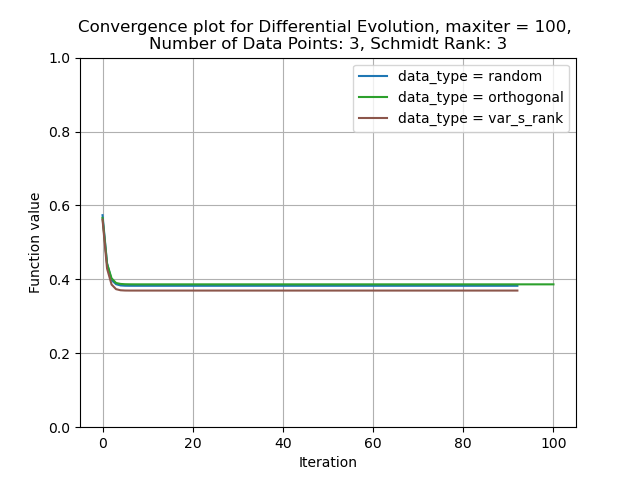 Convergence plot for Differential Evolution, maxiter = 100,
Number of Data Points: 3, Schmidt Rank: 3
1.0
0.8
0.6
0.4
0.2
0.0
Function value
data_type = random
data_type = orthogonal
data_type = var_s_rank
0 20 40 60 80 100
Iteration